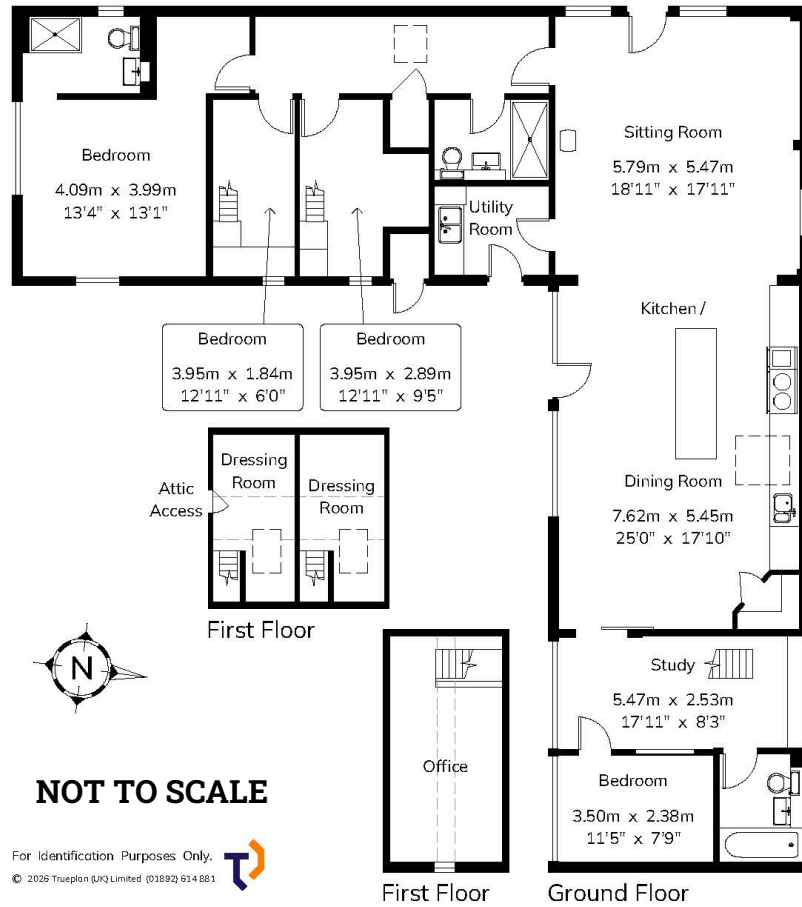 Bedroom
4.09m x 3.99m
13'4" x 13'1"
Sitting Room
5.79m x 5.47m
18'11" x 17'11"
Utility
Room
Kitchen /
Bedroom
3.95m x 1.84m
12'11" x 6'0"
Bedroom
3.95m x 2.89m
12'11" x 9'5"
Dressing
Room
Dressing
Room
Attic
Access
First Floor
Dining Room
7.62m x 5.45m
25'0" x 17'10"
N
Study
5.47m x 2.53m
17'11" x 8'3"
Office
Bedroom
3.50m x 2.38m
11'5" x 7'9"
NOT TO SCALE
For Identification Purposes Only.
© 2026 Trueplan (UK) Limited (01892) 614 881
First Floor
Ground Floor